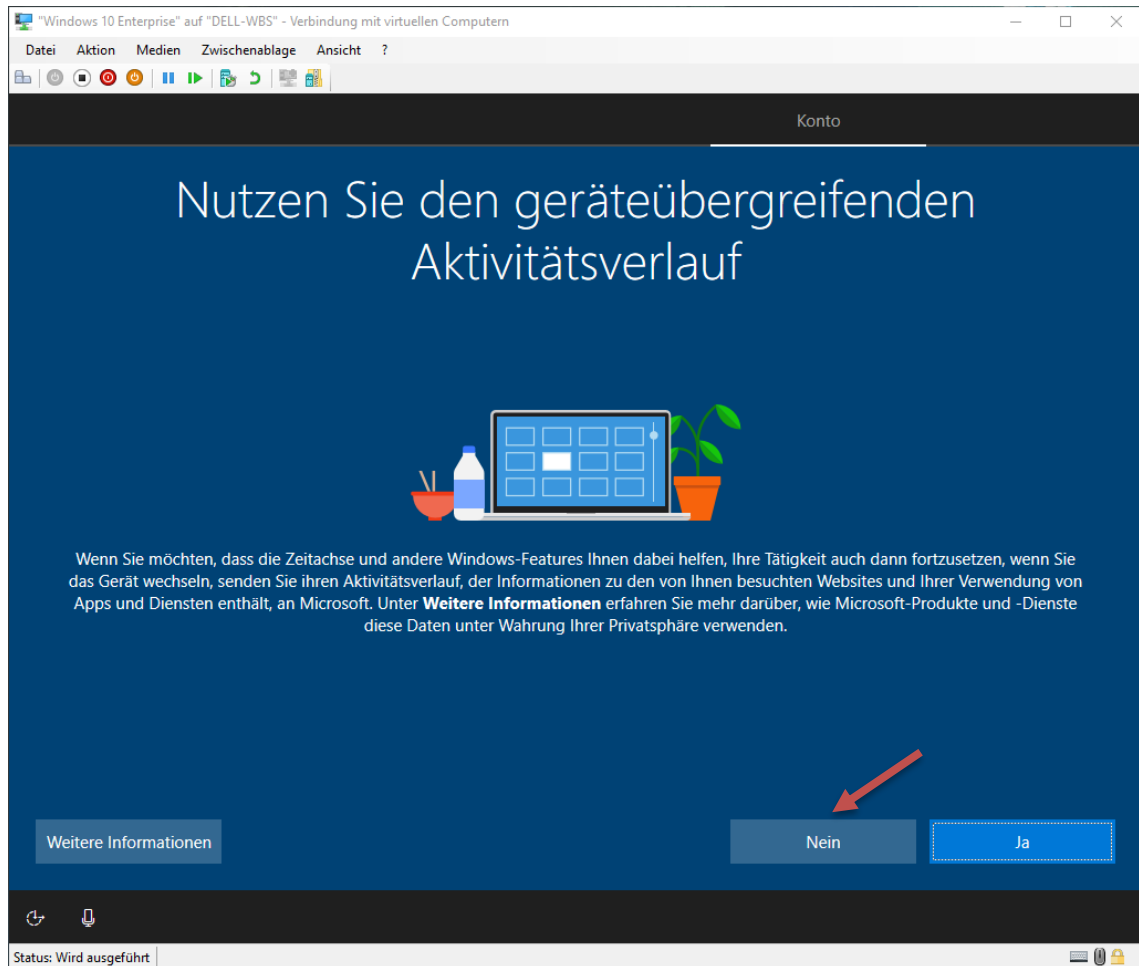 "Windows 10 Enterprise" auf "DELL-WBS" - Verbindung mit virtuellen Computern
Datei Aktion Medien Zwischenablage Ansicht ?
Konto
Nutzen Sie den geräteübergreifenden
Aktivitätsverlauf
Wenn Sie möchten, dass die Zeitachse und andere Windows-Features Ihnen dabei helfen, Ihre Tätigkeit auch dann fortzusetzen, wenn Sie
das Gerät wechseln, senden Sie ihren Aktivitätsverlauf, der Informationen zu den von Ihnen besuchten Websites und Ihrer Verwendung von
Apps und Diensten enthält, an Microsoft. Unter Weitere Informationen erfahren Sie mehr darüber, wie Microsoft-Produkte und -Dienste
diese Daten unter Wahrung Ihrer Privatsphäre verwenden.
Weitere Informationen Nein Ja
Status: Wird ausgeführt